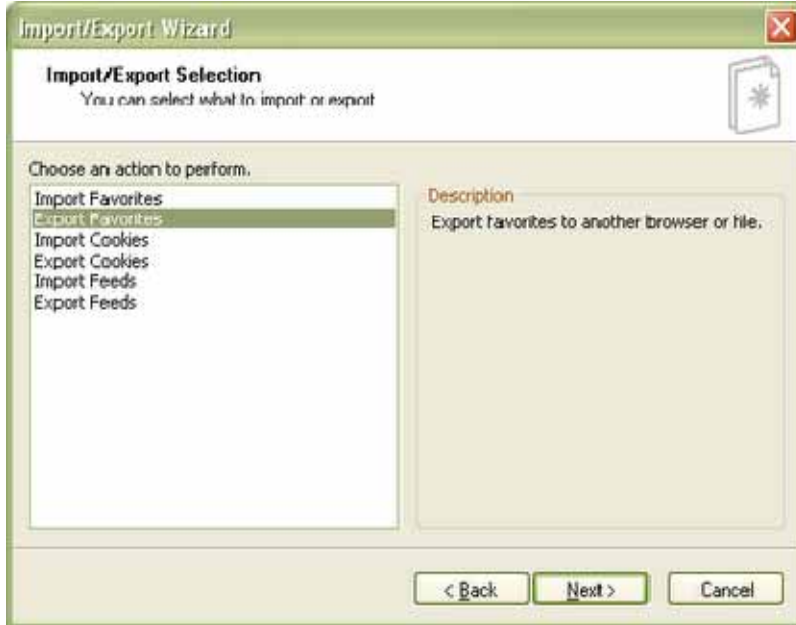 Import/Export Wizard
Import/Export Selection
You can select what to import or export
Choose an action to perform.
Import Favorites
Export Favorites
Import Cookies
Export Cookies
Import Feeds
Export Feeds
Description
Export favorites to another browser or file.
< Back
Next >
Cancel